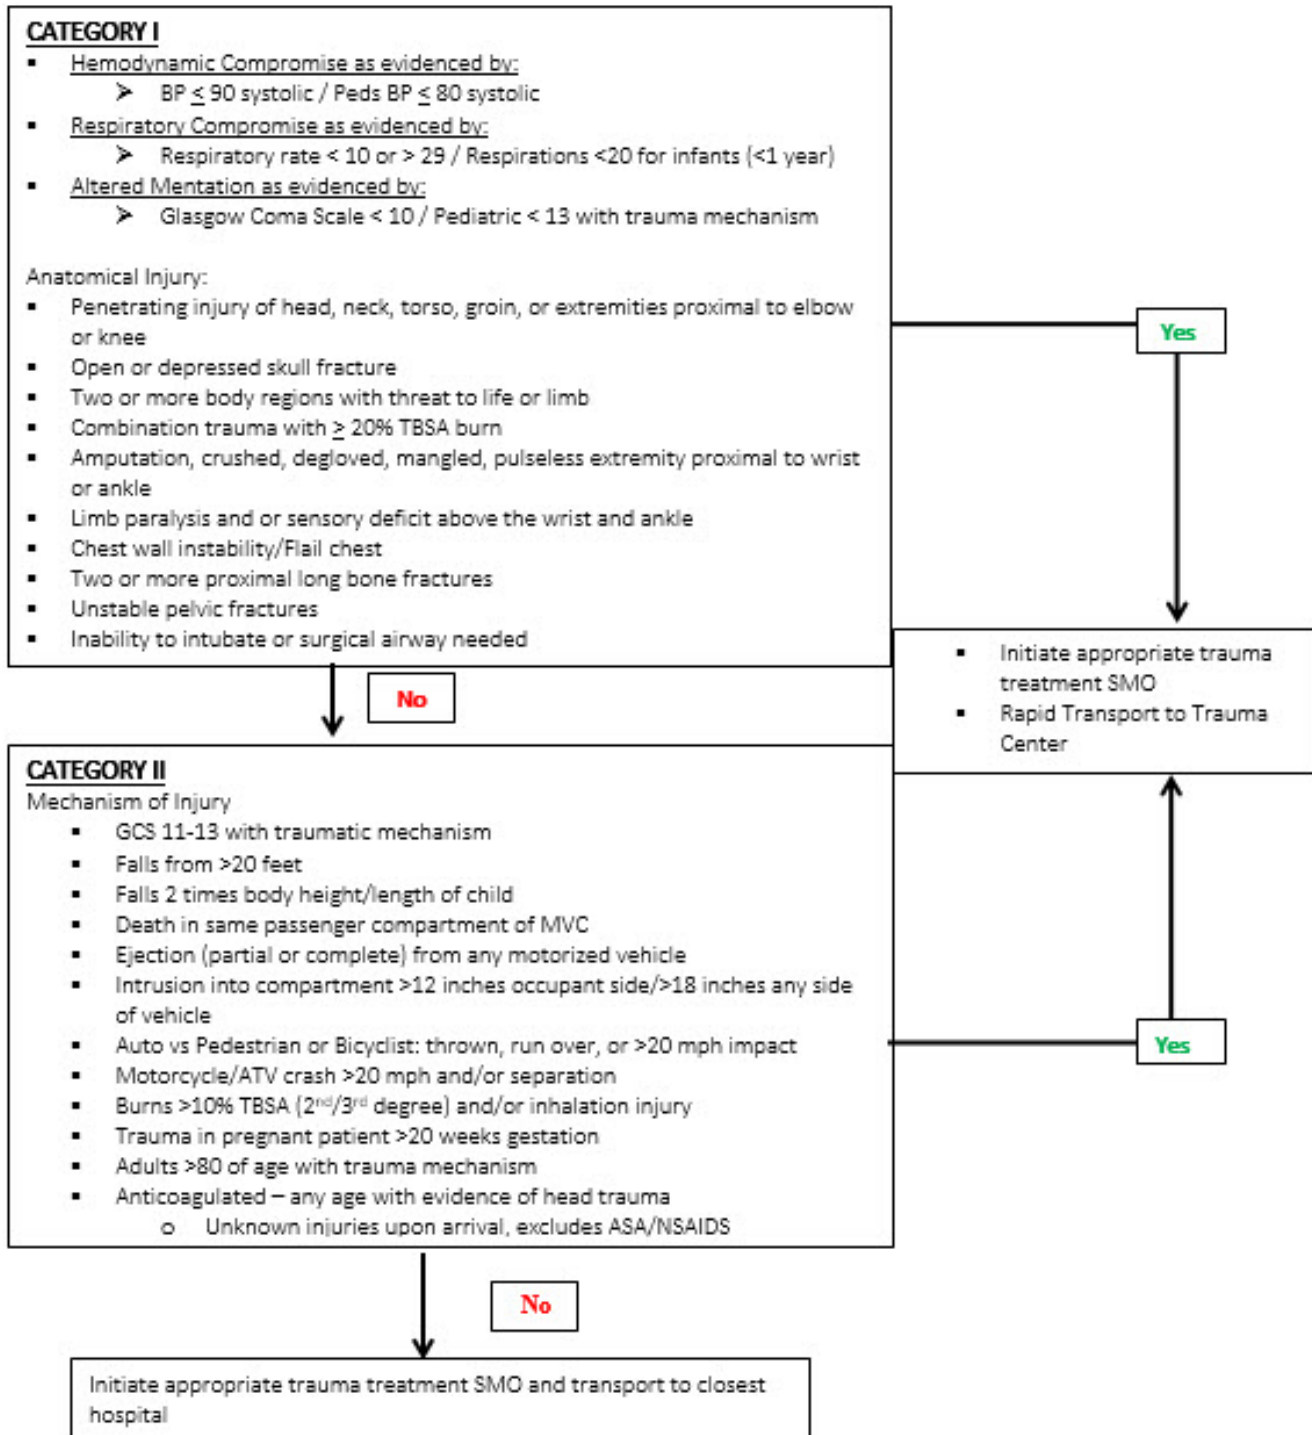 CATEGORY I
▪ Hemodynamic Compromise as evidenced by:
➤ BP ≤ 90 systolic / Peds BP ≤ 80 systolic
▪ Respiratory Compromise as evidenced by:
➤ Respiratory rate < 10 or > 29 / Respirations <20 for infants (<1 year)
▪ Altered Mentation as evidenced by:
➤ Glasgow Coma Scale < 10 / Pediatric < 13 with trauma mechanism
Anatomical Injury:
▪ Penetrating injury of head, neck, torso, groin, or extremities proximal to elbow
or knee
▪ Open or depressed skull fracture
▪ Two or more body regions with threat to life or limb
▪ Combination trauma with ≥ 20% TBSA burn
▪ Amputation, crushed, degloved, mangled, pulseless extremity proximal to wrist
or ankle
▪ Limb paralysis and or sensory deficit above the wrist and ankle
▪ Chest wall instability/Flail chest
▪ Two or more proximal long bone fractures
▪ Unstable pelvic fractures
▪ Inability to intubate or surgical airway needed
Yes
▪ Initiate appropriate trauma
treatment SMO
▪ Rapid Transport to Trauma
Center
No
CATEGORY II
Mechanism of Injury
▪ GCS 11-13 with traumatic mechanism
▪ Falls from >20 feet
▪ Falls 2 times body height/length of child
▪ Death in same passenger compartment of MVC
▪ Ejection (partial or complete) from any motorized vehicle
▪ Intrusion into compartment >12 inches occupant side/>18 inches any side
of vehicle
▪ Auto vs Pedestrian or Bicyclist: thrown, run over, or >20 mph impact
▪ Motorcycle/ATV crash >20 mph and/or separation
▪ Burns >10% TBSA (2nd/3rd degree) and/or inhalation injury
▪ Trauma in pregnant patient >20 weeks gestation
▪ Adults >80 of age with trauma mechanism
▪ Anticoagulated – any age with evidence of head trauma
o Unknown injuries upon arrival, excludes ASA/NSAIDS
Yes
No
Initiate appropriate trauma treatment SMO and transport to closest
hospital